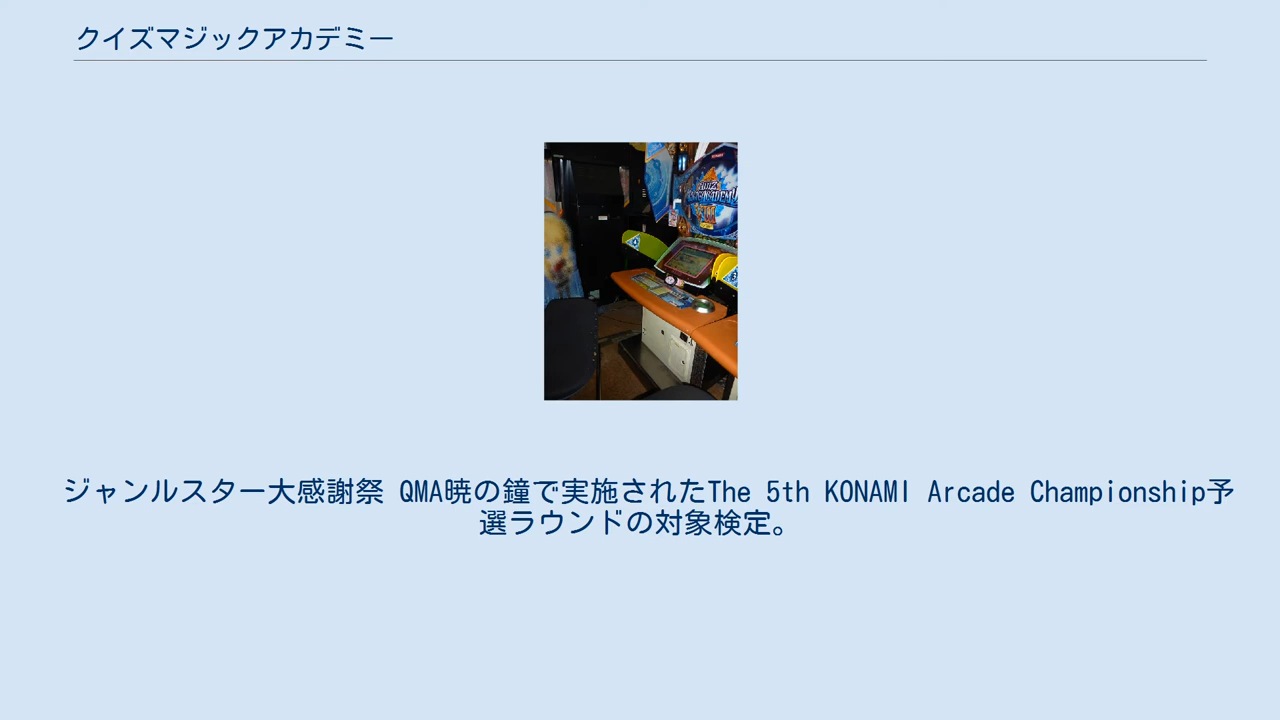 クイズマジックアカデミー
ジャンルスター大感謝祭 QMA暁の鐘で実施されたThe 5th KONAMI Arcade Championship予
選ラウンドの対象検定。